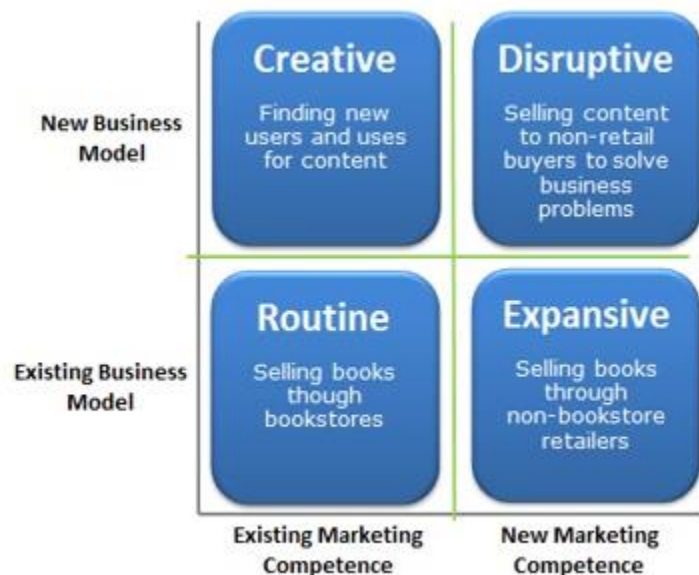 Creative
Finding new
users and uses
for content
Disruptive
Selling content
to non-retail
buyers to solve
business
problems
New Business
Model
Routine
Selling books
though
bookstores
Expansive
Selling books
through
non-bookstore
retailers
Existing Business
Model
Existing Marketing
Competence
New Marketing
Competence